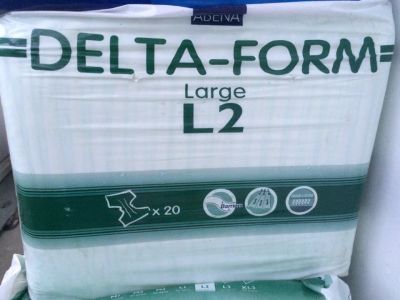 ABENA
DELTA-FORM
Large
L2
x 20